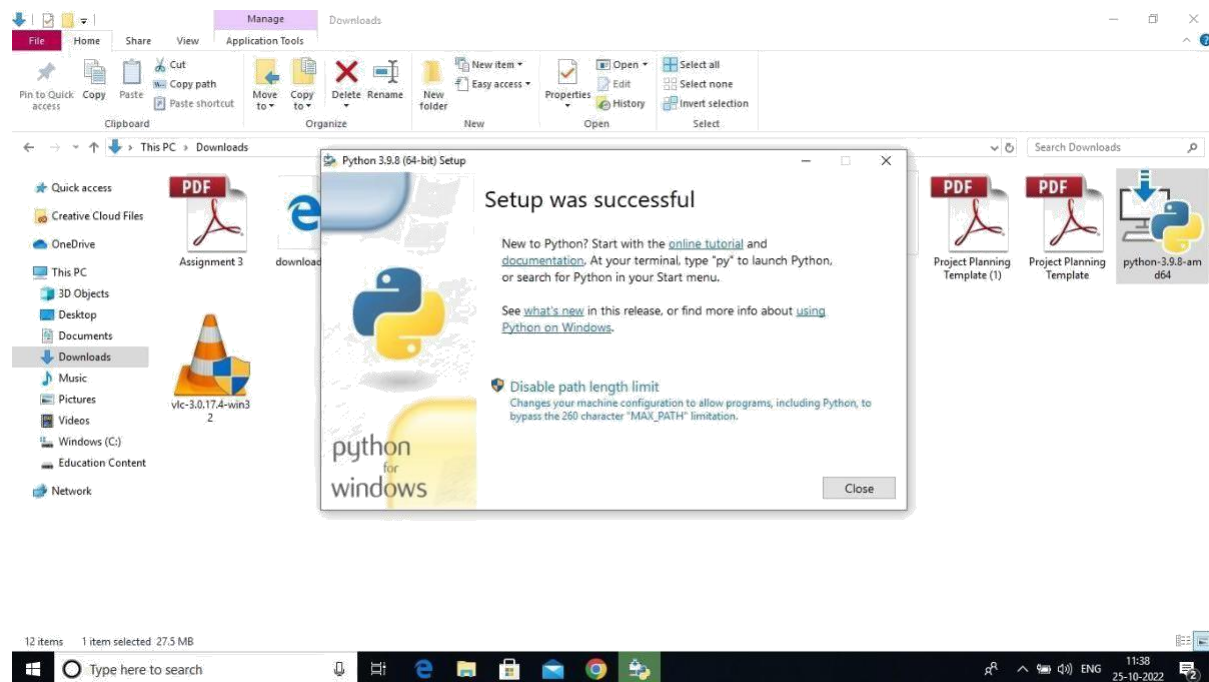 Manage
Downloads
File Home Share View Application Tools
Pin to Quick access
Copy
Paste
Cut
Copy path
Paste shortcut
Move to
Copy to
Delete
Rename
New folder
New item
Easy access
Properties
Open
Edit
History
Select all
Select none
Invert selection
Clipboard
Organize
New
Open
Select
This PC › Downloads
Search Downloads
Quick access
Creative Cloud Files
OneDrive
This PC
3D Objects
Desktop
Documents
Downloads
Music
Pictures
Videos
Windows (C:)
Education Content
Network
PDF
Assignment 3
download
vlc-3.0.17.4-win3
2
Python 3.9.8 (64-bit) Setup
Setup was successful
New to Python? Start with the online tutorial and
documentation. At your terminal, type "py" to launch Python,
or search for Python in your Start menu.
See what's new in this release, or find more info about using
Python on Windows.
Disable path length limit
Changes your machine configuration to allow programs, including Python, to
bypass the 260 character "MAX_PATH" limitation.
python
for
windows
Close
PDF
Project Planning
Template (1)
PDF
Project Planning
Template
python-3.9.8-am
d64
12 items 1 item selected 27.5 MB
Type here to search
ENG
11:38
25-10-2022
2